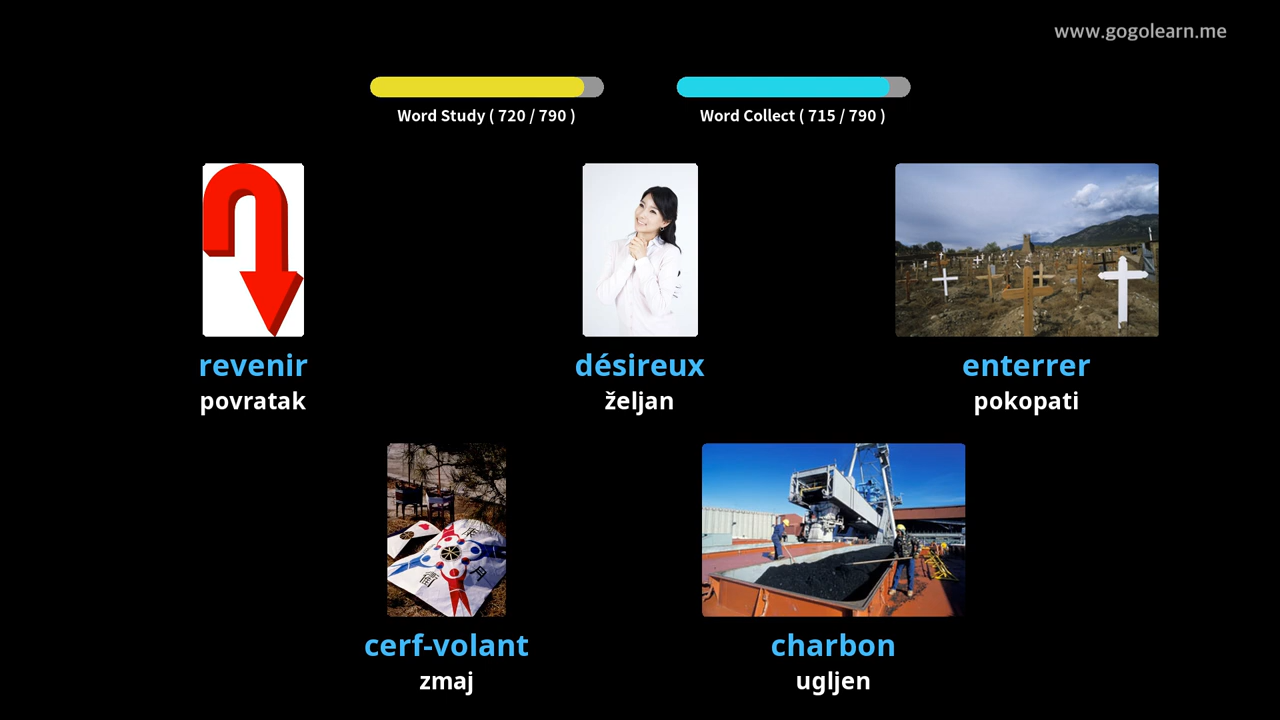 www.gogolearn.me
Word Study ( 720 / 790 )
Word Collect ( 715 / 790 )
revenir
povratak
désireux
željan
enterrer
pokopati
cerf-volant
zmaj
charbon
ugljen